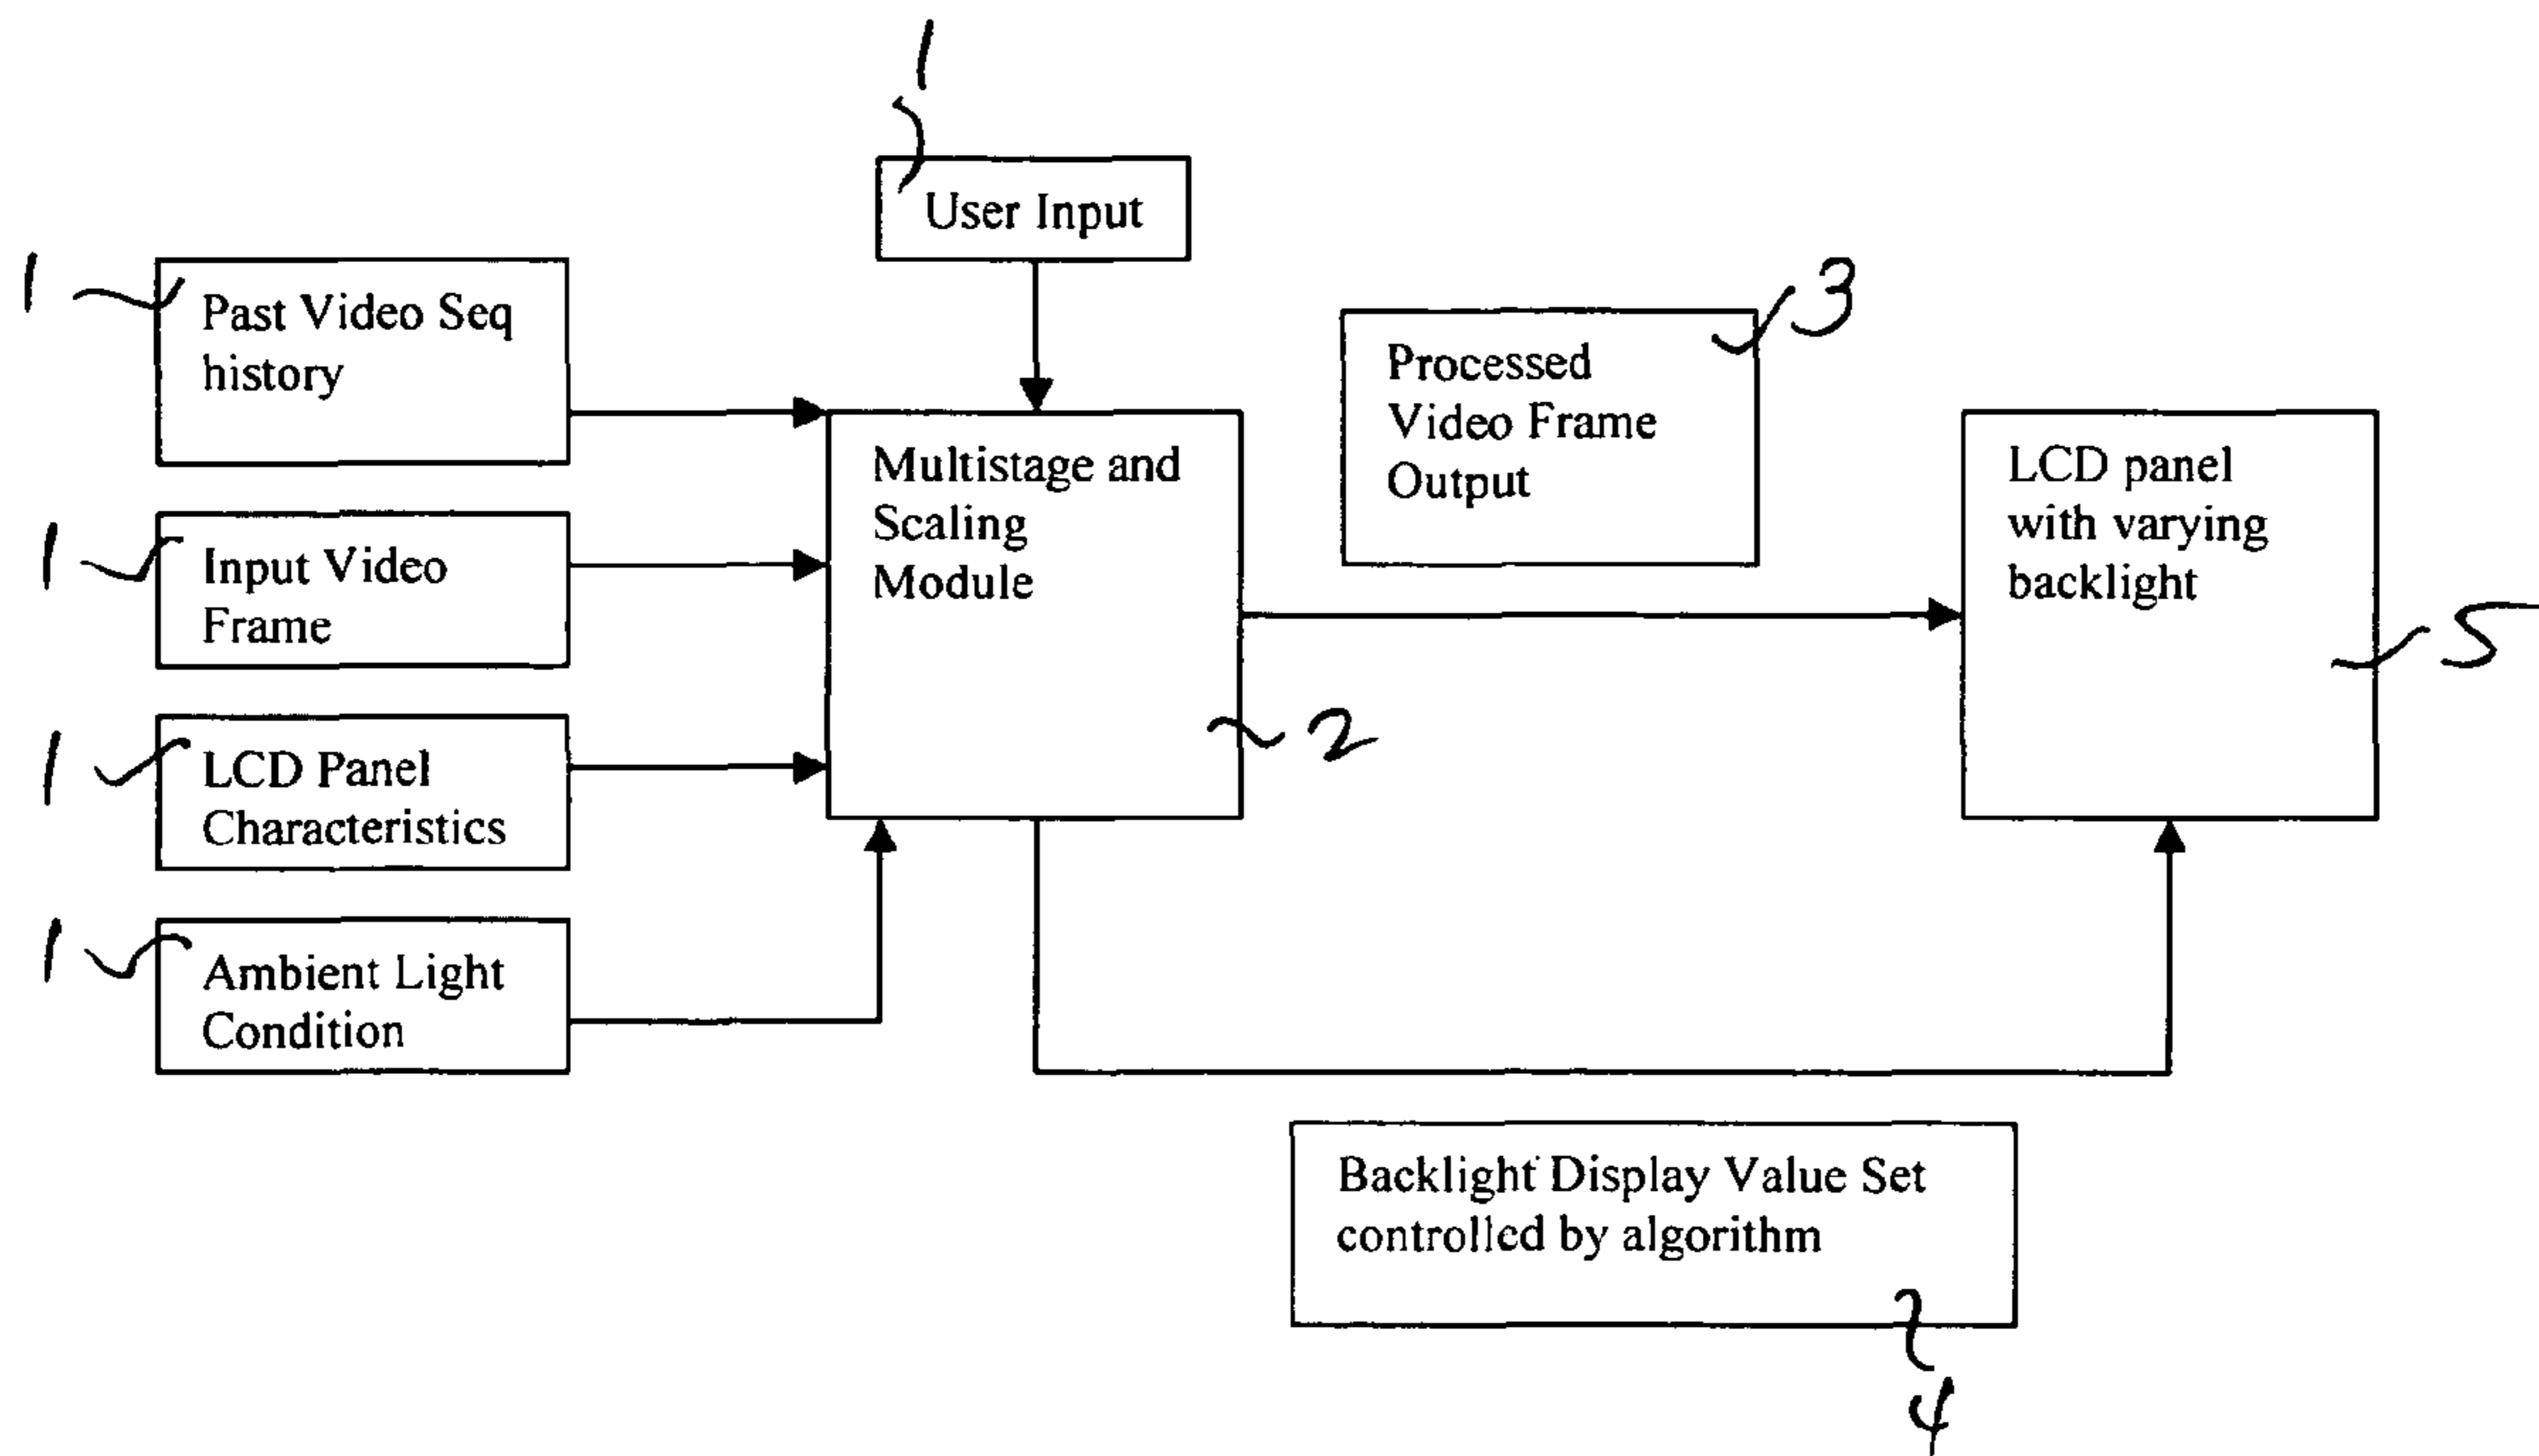 1
User Input
1
Past Video Seq
history
3
Processed
Video Frame
Output
Multistage and
Scaling
Module
LCD panel
with varying
backlight
1
Input Video
Frame
5
2
1
LCD Panel
Characteristics
1
Ambient Light
Condition
Backlight Display Value Set
controlled by algorithm
4